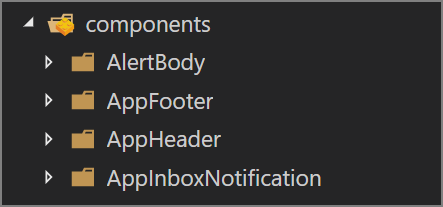 components
AlertBody
AppFooter
AppHeader
AppInboxNotification